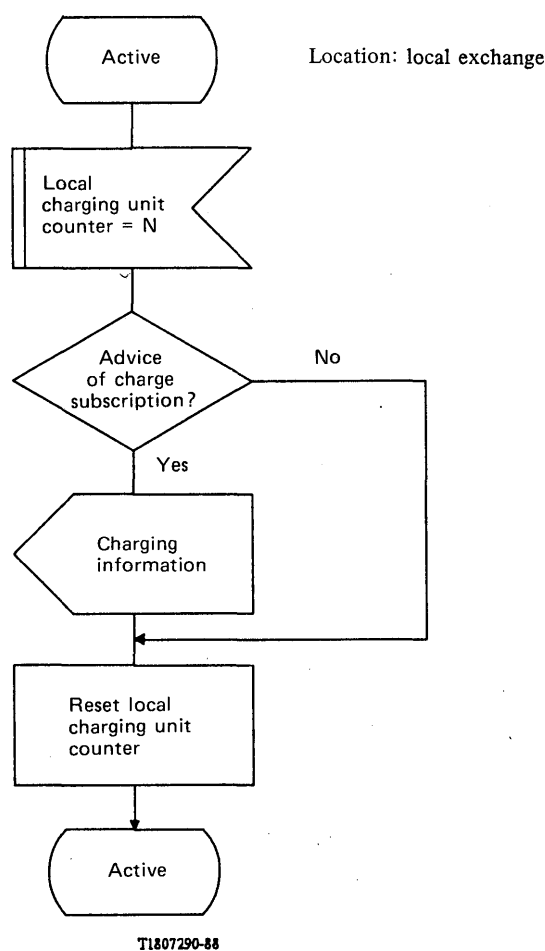 Active
Location: local exchange
Local
charging unit
counter = N
Advice
of charge
subscription?
No
Yes
Charging
information
Reset local
charging unit
counter
Active
T1807290-88